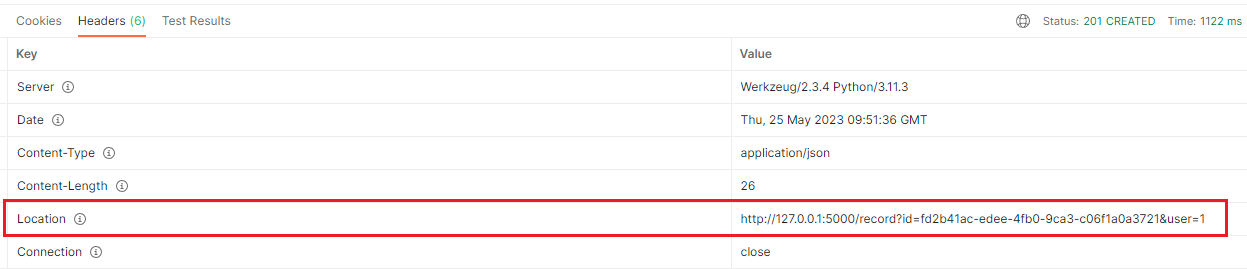 Cookies Headers (6) Test Results Status: 201 CREATED Time: 1122 ms
Key Value
Server Werkzeug/2.3.4 Python/3.11.3
Date Thu, 25 May 2023 09:51:36 GMT
Content-Type application/json
Content-Length 26
Location http://127.0.0.1:5000/record?id=fd2b41ac-edee-4fb0-9ca3-c06f1a0a3721&user=1
Connection close